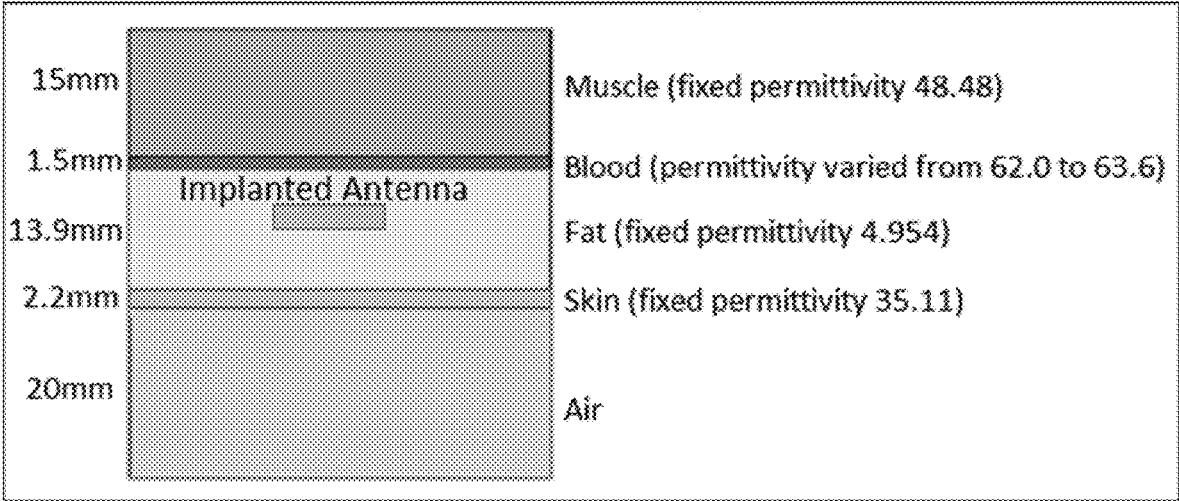 15mm
Muscle (fixed permittivity 48.48)
1.5mm
Blood (permittivity varied from 62.0 to 63.6)
Implanted Antenna
13.9mm
Fat (fixed permittivity 4.954)
2.2mm
Skin (fixed permittivity 35.11)
20mm
Air